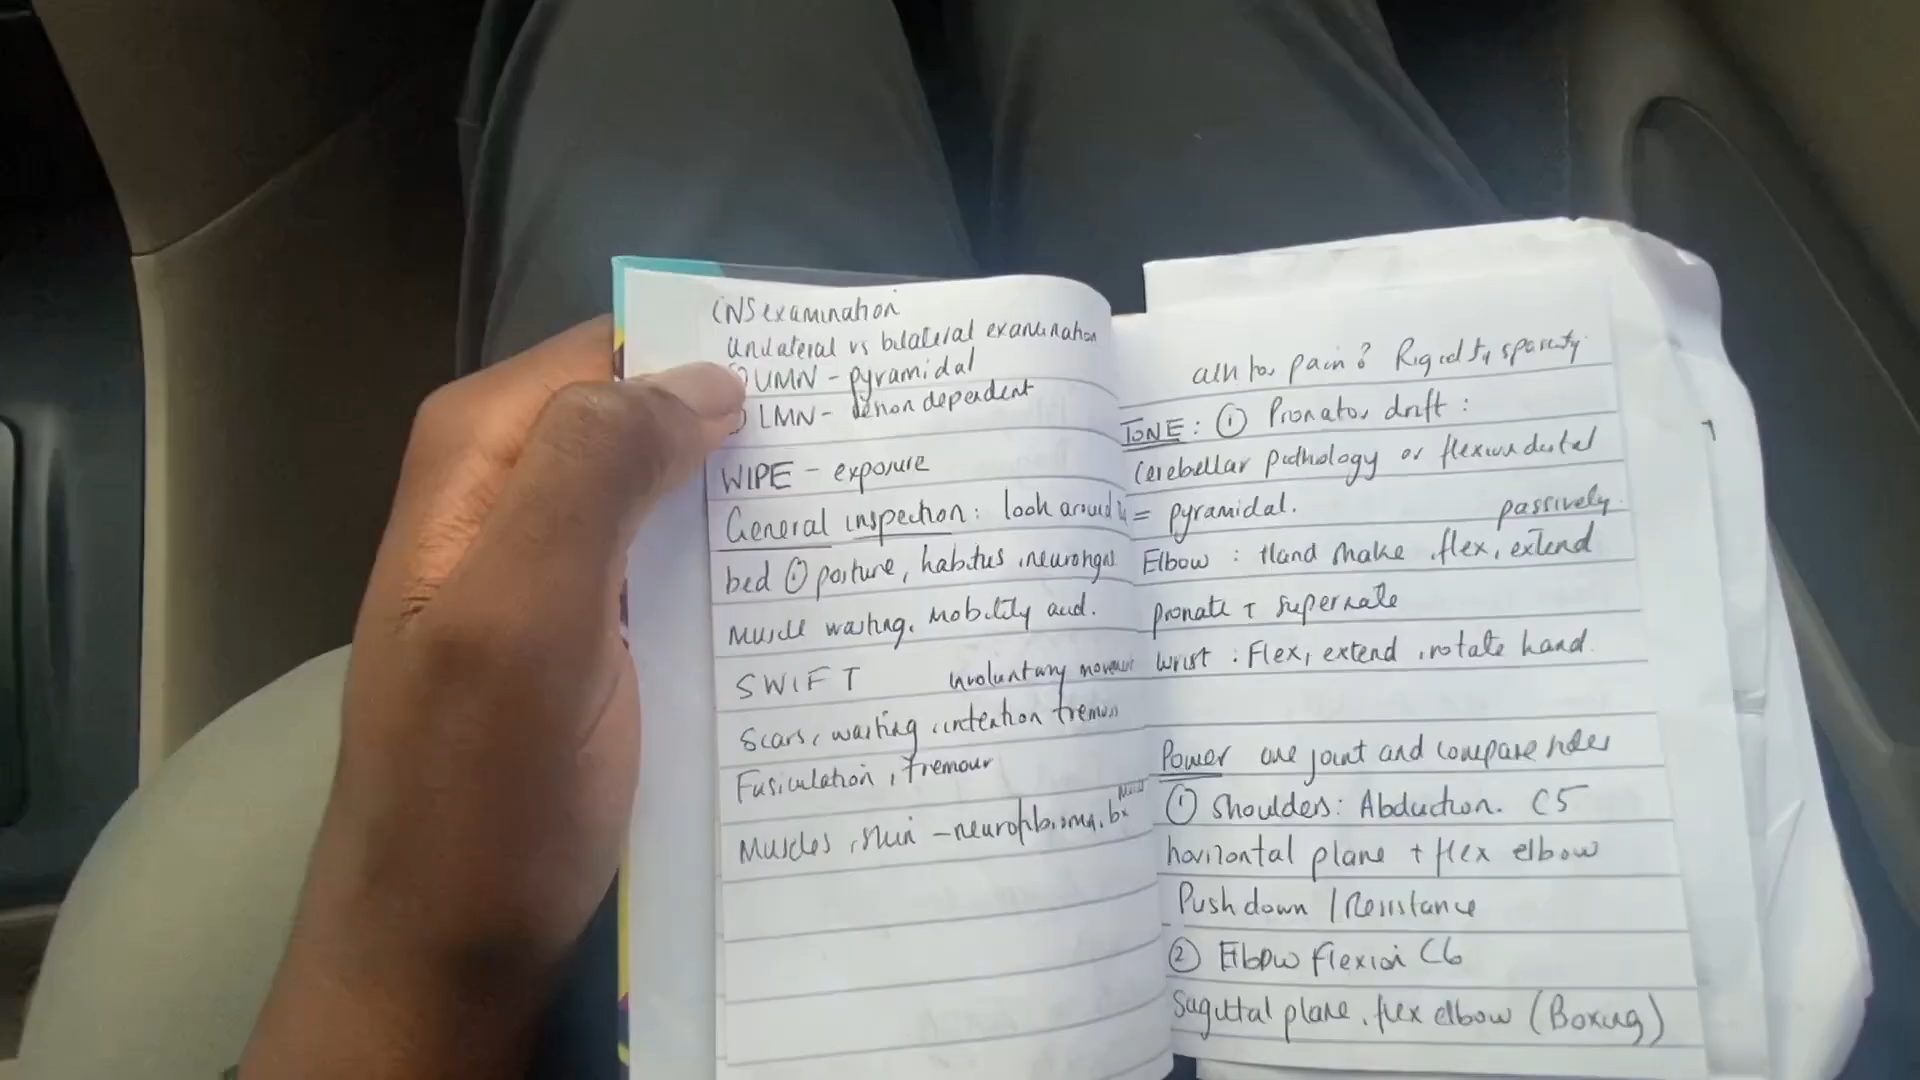 CNS examination
Unilateral vs bilateral examination
UMN - pyramidal
LMN - dependent
WIPE - exposure
General inspection: look around
bed ① posture, habitus,
Muscle wasting, Mobility aid.
SWIFT involuntary
Scars, wasting, intention tremor
Fasiculation, Tremour
Muscles, skin - neurofibroma,
pain? Rigidity,
TONE: ① Pronator drift:
Cerebellar pathology or
= pyramidal.
passively
Elbow: Hand shake, flex, extend
pronate + supernate
wrist: Flex, extend, rotate hand.
Power one joint and compare
① Shoulders: Abduction. C5
horizontal plane + flex elbow
Push down / Resistance
② Elbow flexion C6
Sagittal plane, flex elbow (Boxing)